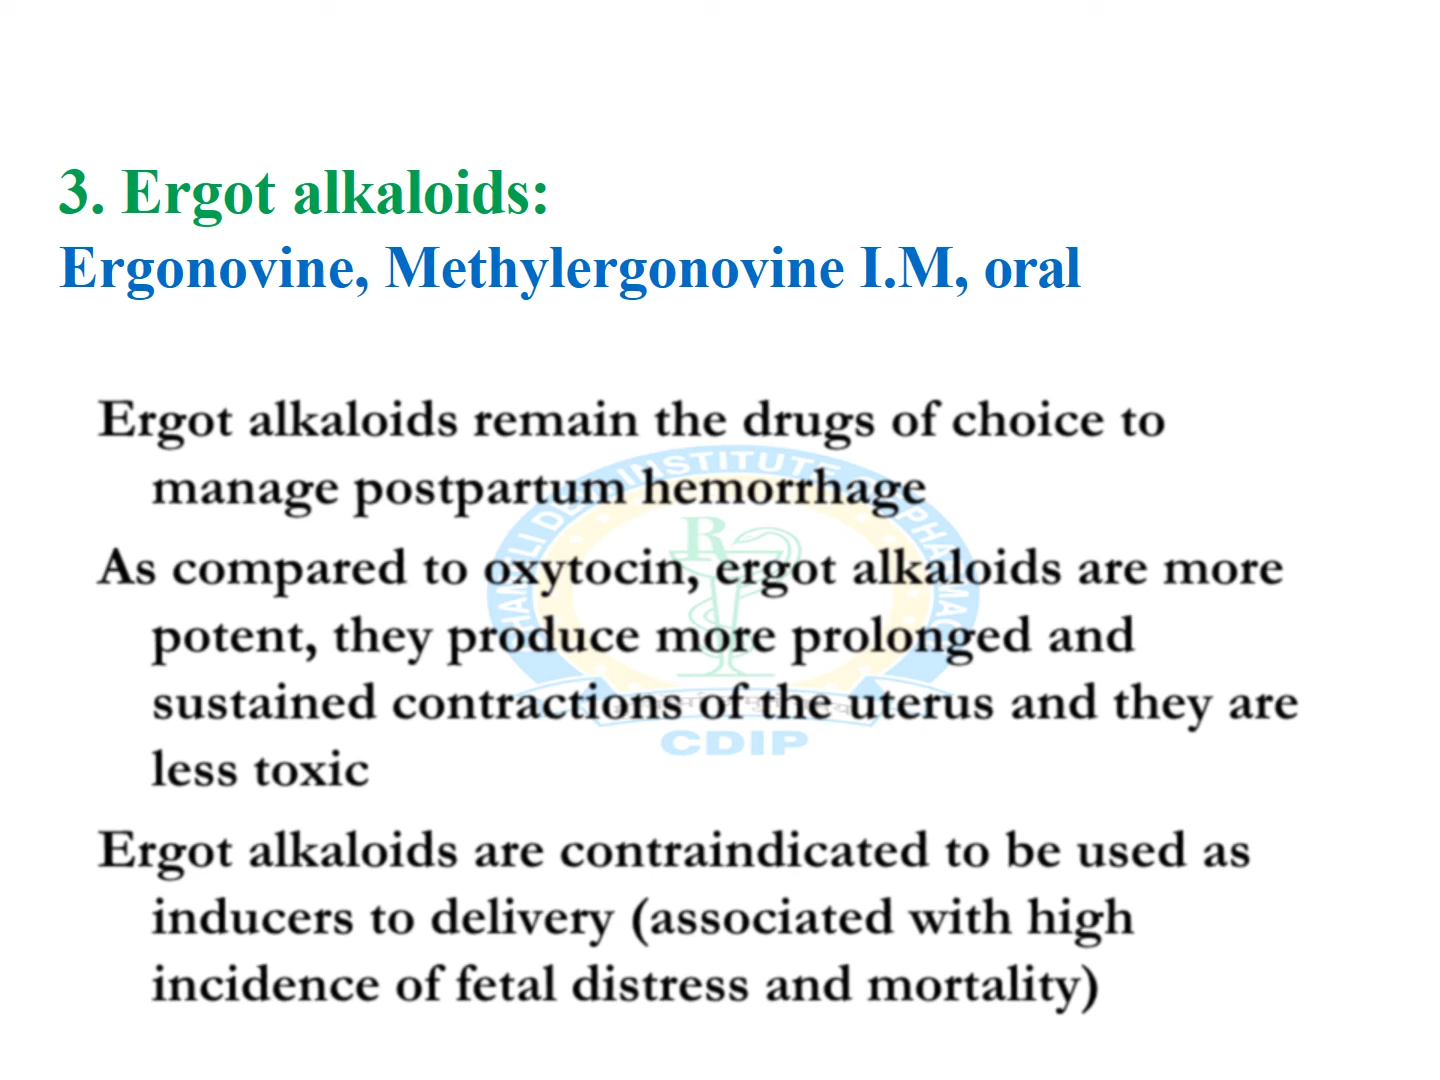 3. Ergot alkaloids:
Ergonovine, Methylergonovine I.M, oral
Ergot alkaloids remain the drugs of choice to
manage postpartum hemorrhage
As compared to oxytocin, ergot alkaloids are more
potent, they produce more prolonged and
sustained contractions of the uterus and they are
less toxic
Ergot alkaloids are contraindicated to be used as
inducers to delivery (associated with high
incidence of fetal distress and mortality)
INSTITUTE
R
CDIP